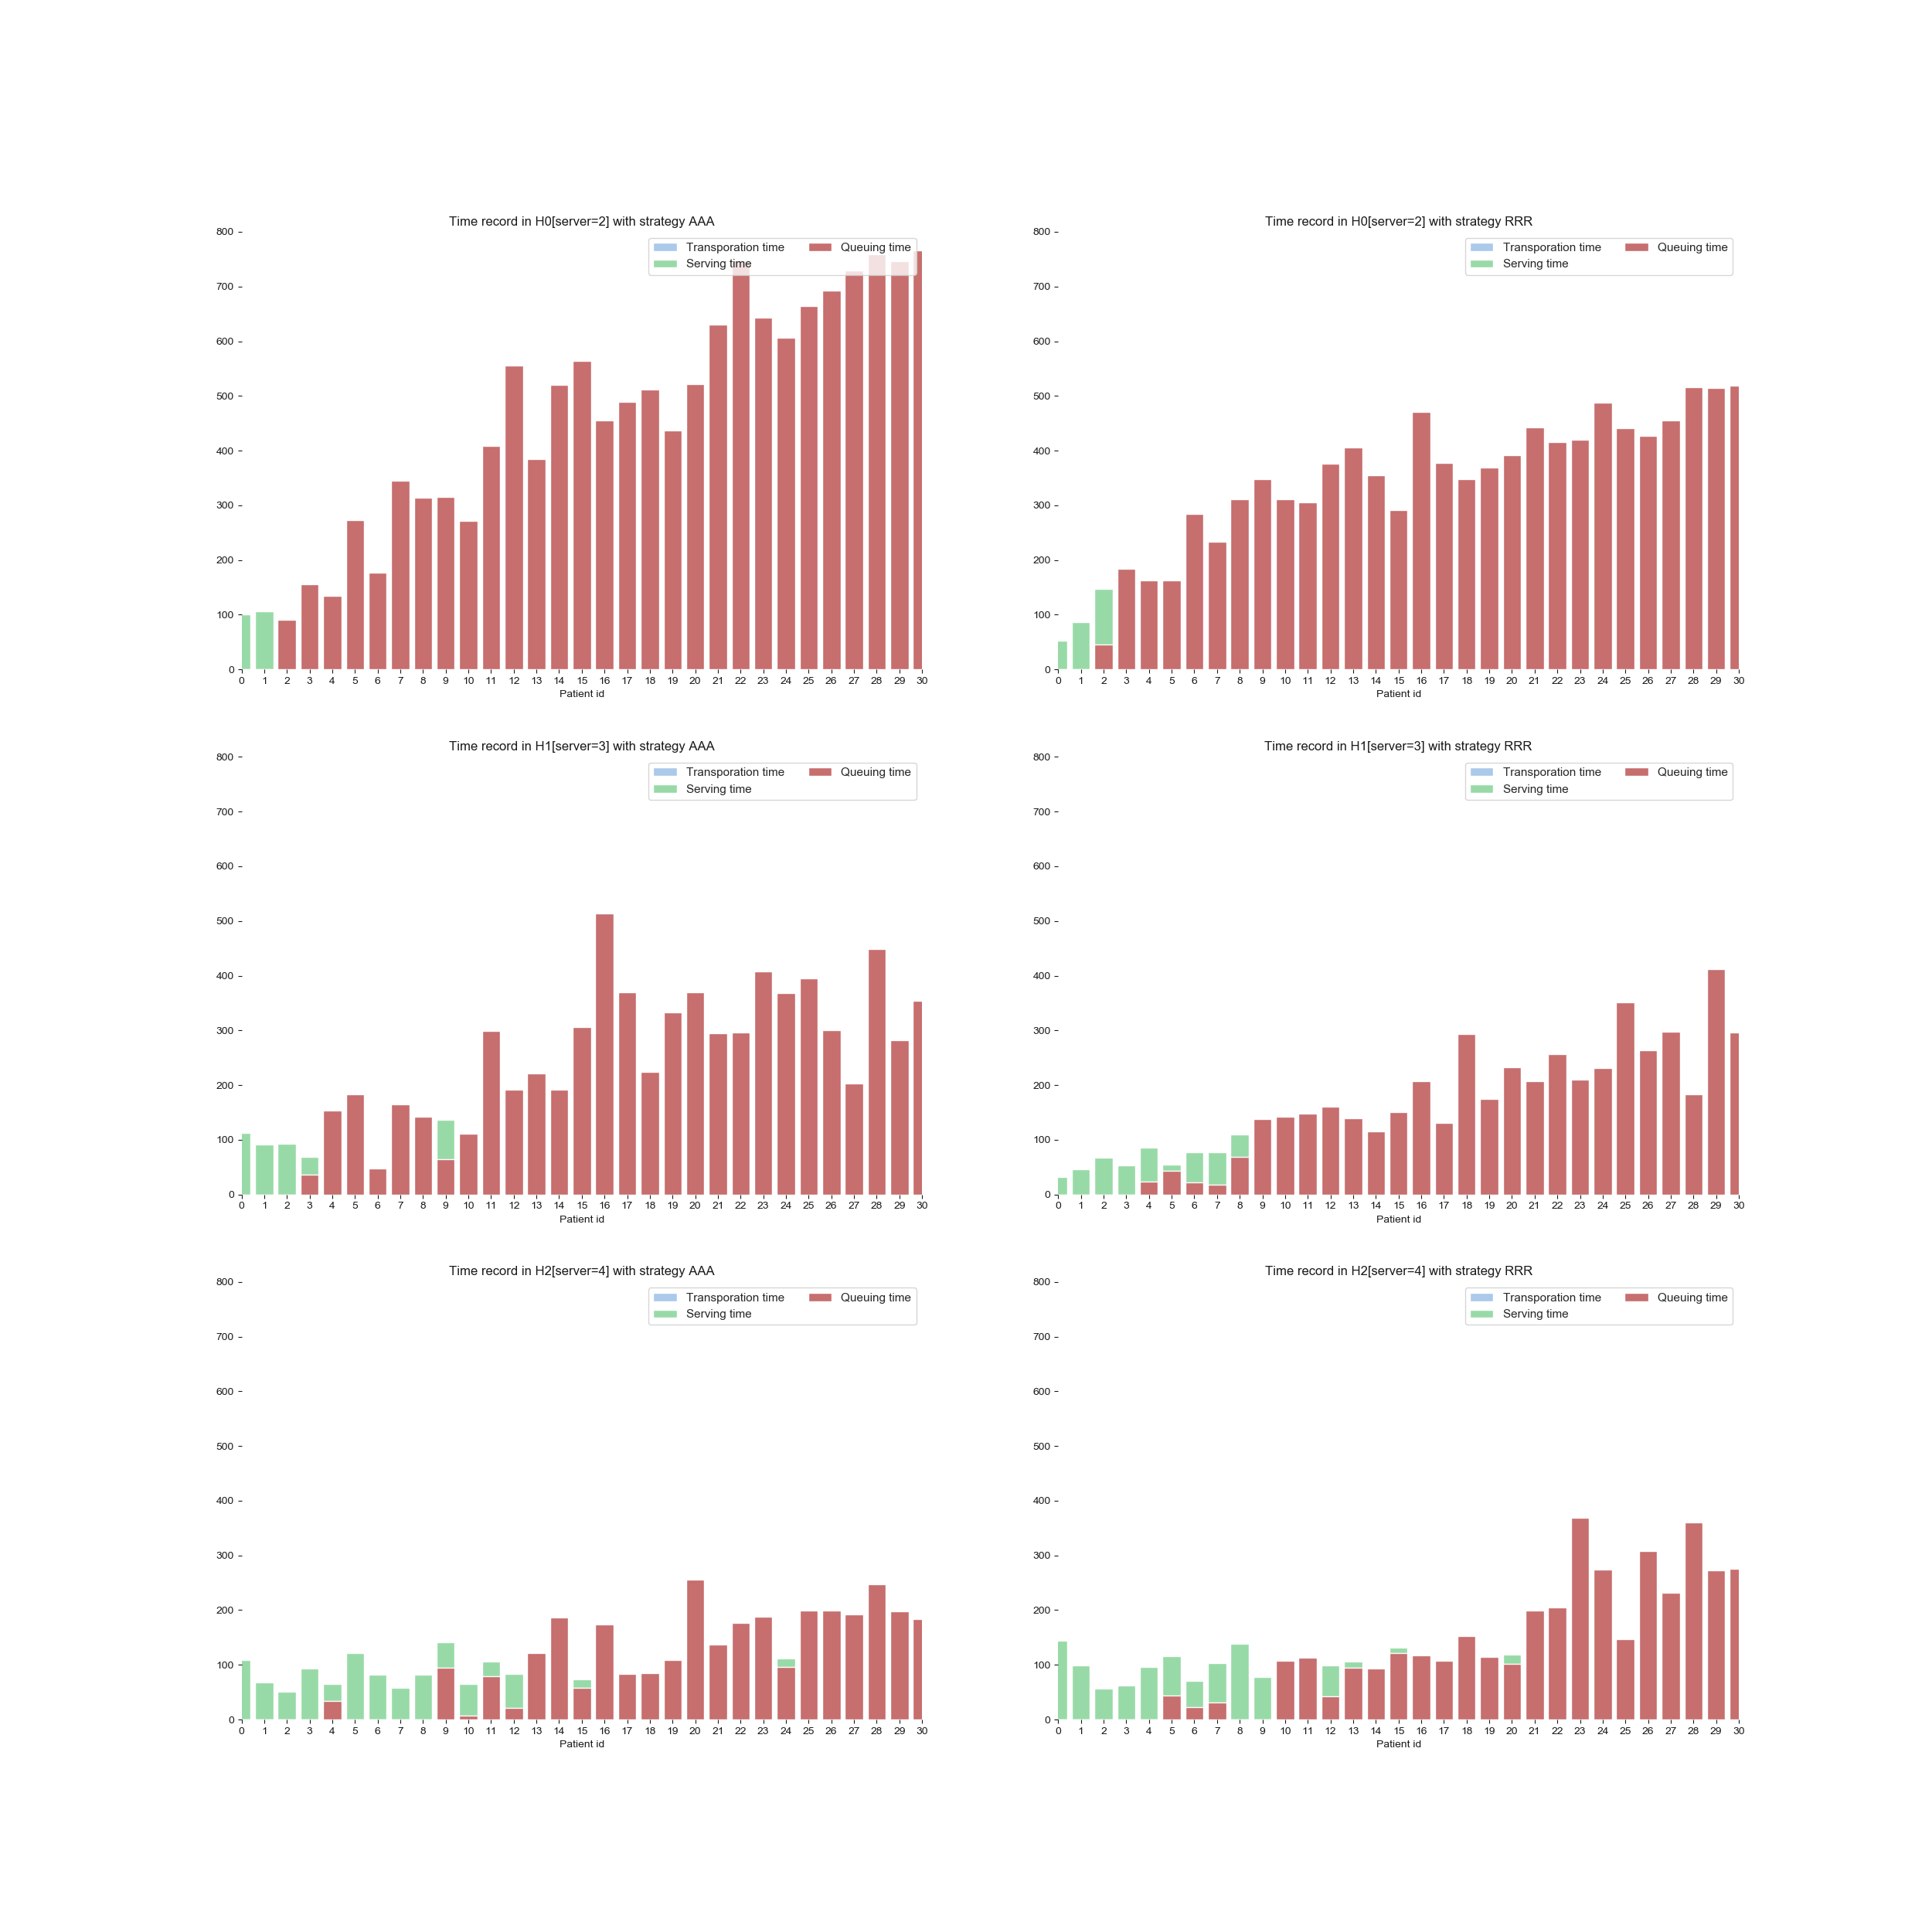 Time record in H0[server=2] with strategy AAA
Transporation time Queuing time
Serving time
800
700
600
500
400
300
200
100
0
0 1 2 3 4 5 6 7 8 9 10 11 12 13 14 15 16 17 18 19 20 21 22 23 24 25 26 27 28 29 30
Patient id
Time record in H0[server=2] with strategy RRR
Transporation time Queuing time
Serving time
800
700
600
500
400
300
200
100
0
0 1 2 3 4 5 6 7 8 9 10 11 12 13 14 15 16 17 18 19 20 21 22 23 24 25 26 27 28 29 30
Patient id
Time record in H1[server=3] with strategy AAA
Transporation time Queuing time
Serving time
800
700
600
500
400
300
200
100
0
0 1 2 3 4 5 6 7 8 9 10 11 12 13 14 15 16 17 18 19 20 21 22 23 24 25 26 27 28 29 30
Patient id
Time record in H1[server=3] with strategy RRR
Transporation time Queuing time
Serving time
800
700
600
500
400
300
200
100
0
0 1 2 3 4 5 6 7 8 9 10 11 12 13 14 15 16 17 18 19 20 21 22 23 24 25 26 27 28 29 30
Patient id
Time record in H2[server=4] with strategy AAA
Transporation time Queuing time
Serving time
800
700
600
500
400
300
200
100
0
0 1 2 3 4 5 6 7 8 9 10 11 12 13 14 15 16 17 18 19 20 21 22 23 24 25 26 27 28 29 30
Patient id
Time record in H2[server=4] with strategy RRR
Transporation time Queuing time
Serving time
800
700
600
500
400
300
200
100
0
0 1 2 3 4 5 6 7 8 9 10 11 12 13 14 15 16 17 18 19 20 21 22 23 24 25 26 27 28 29 30
Patient id